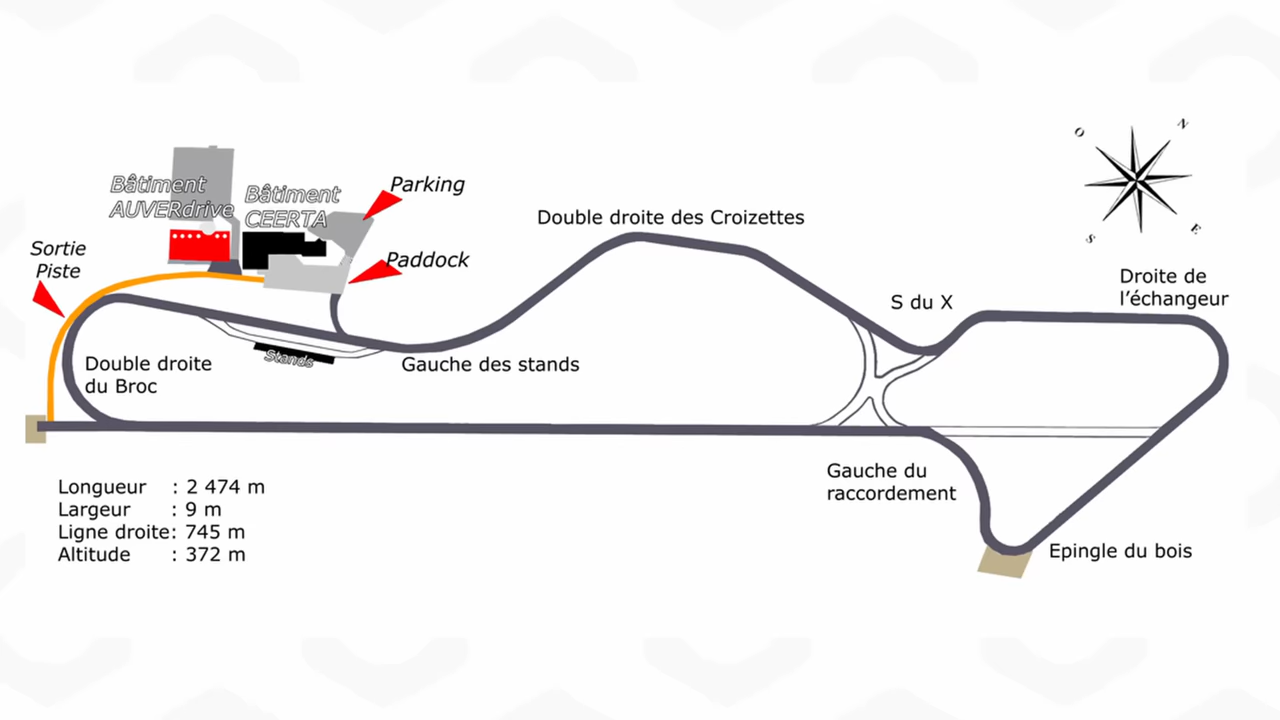 N
O
Bâtiment
AUVERdrive
Bâtiment
CEERTA
Parking
Double droite des Croizettes
S
E
Sortie
Piste
Paddock
Droite de
l'échangeur
S du X
Stands
Double droite
du Broc
Gauche des stands
Gauche du
raccordement
Longueur : 2 474 m
Largeur : 9 m
Ligne droite: 745 m
Altitude : 372 m
Epingle du bois